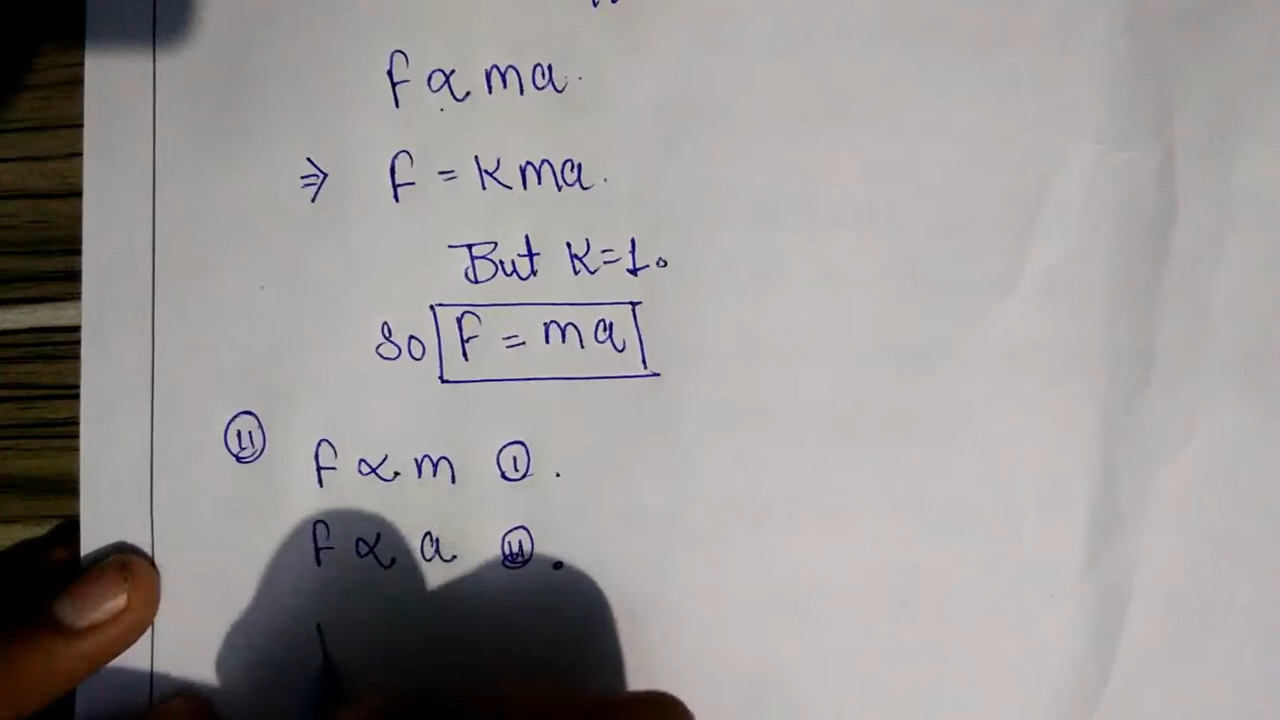 F ∝ ma.
⇒ F = Kma.
But K=1.
So F = ma
(ii) F ∝ m (i).
F ∝ a (ii).